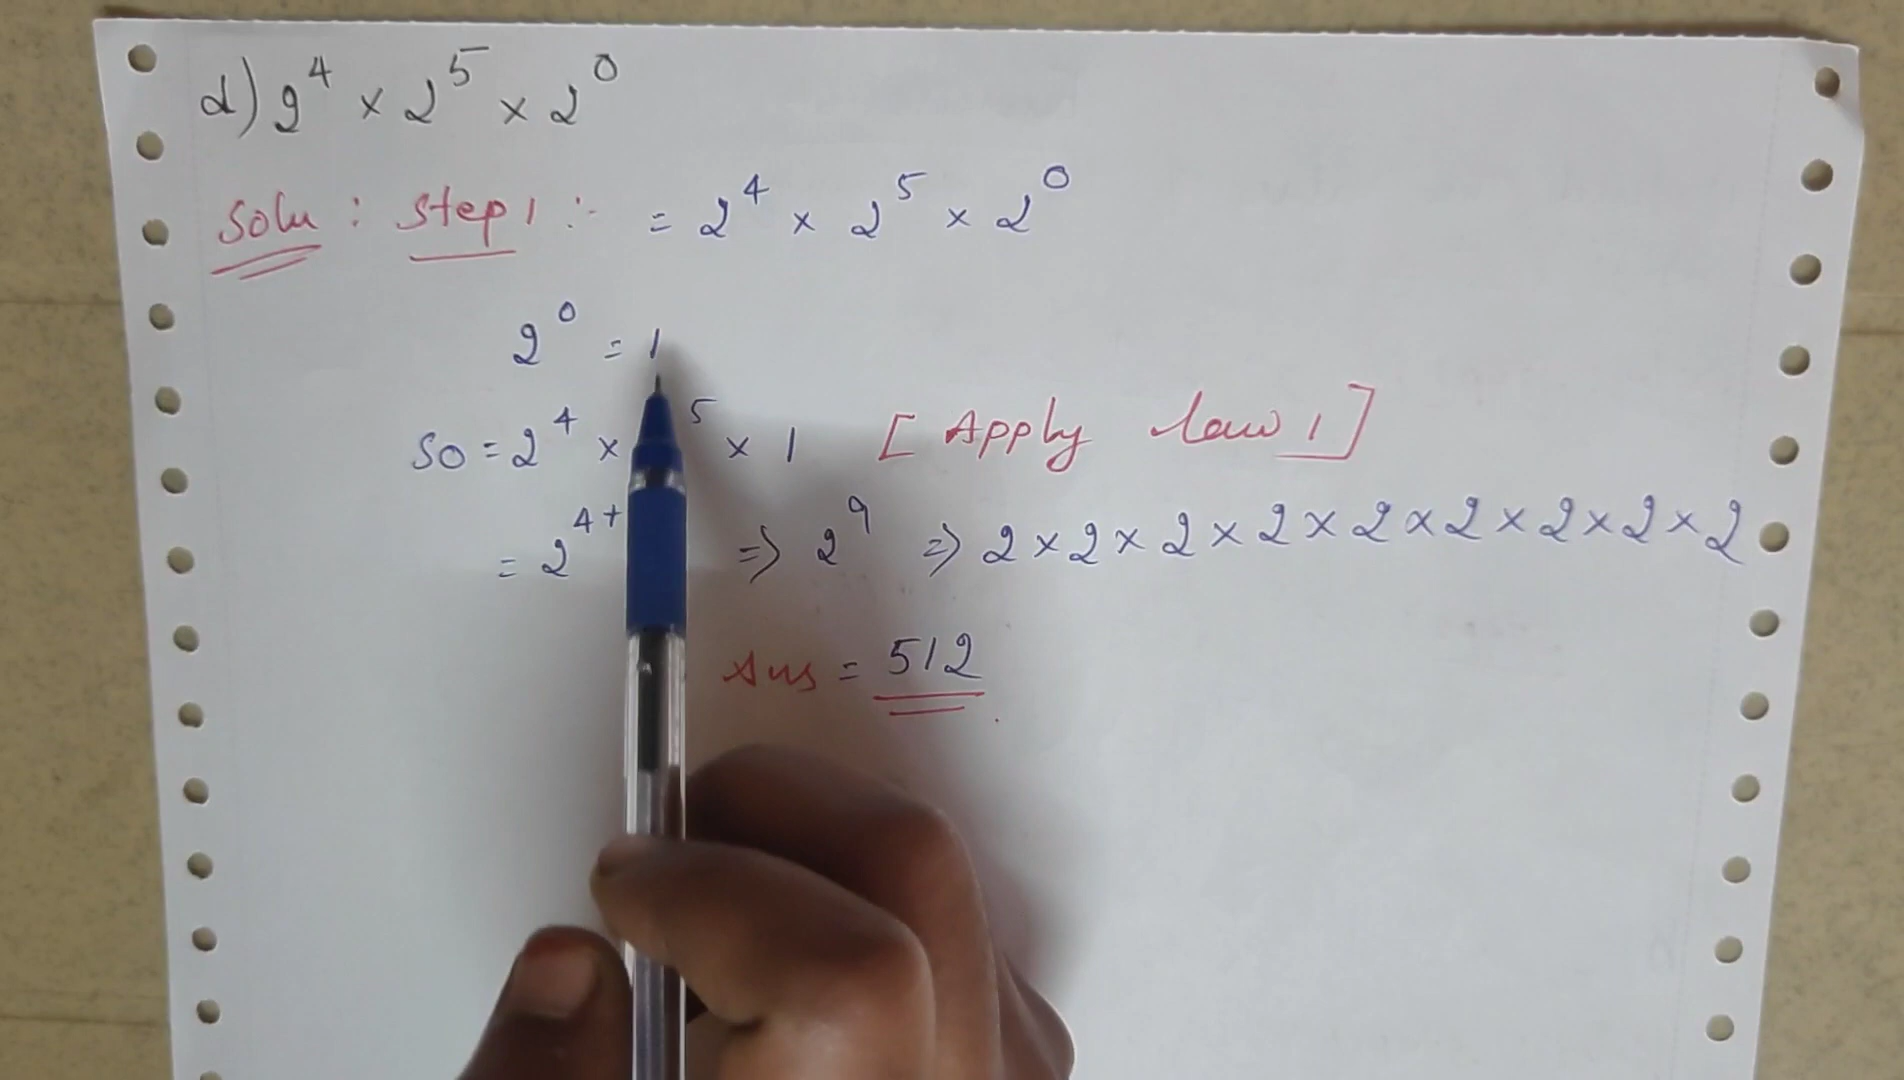 d) 2⁴ × 2⁵ × 2⁰
Solu : Step 1 :- = 2⁴ × 2⁵ × 2⁰
2⁰ = 1
So = 2⁴ × ⁵ × 1 [Apply law 1]
= 2⁴⁺ => 2⁹ => 2 × 2 × 2 × 2 × 2 × 2 × 2 × 2 × 2
Ans = 512